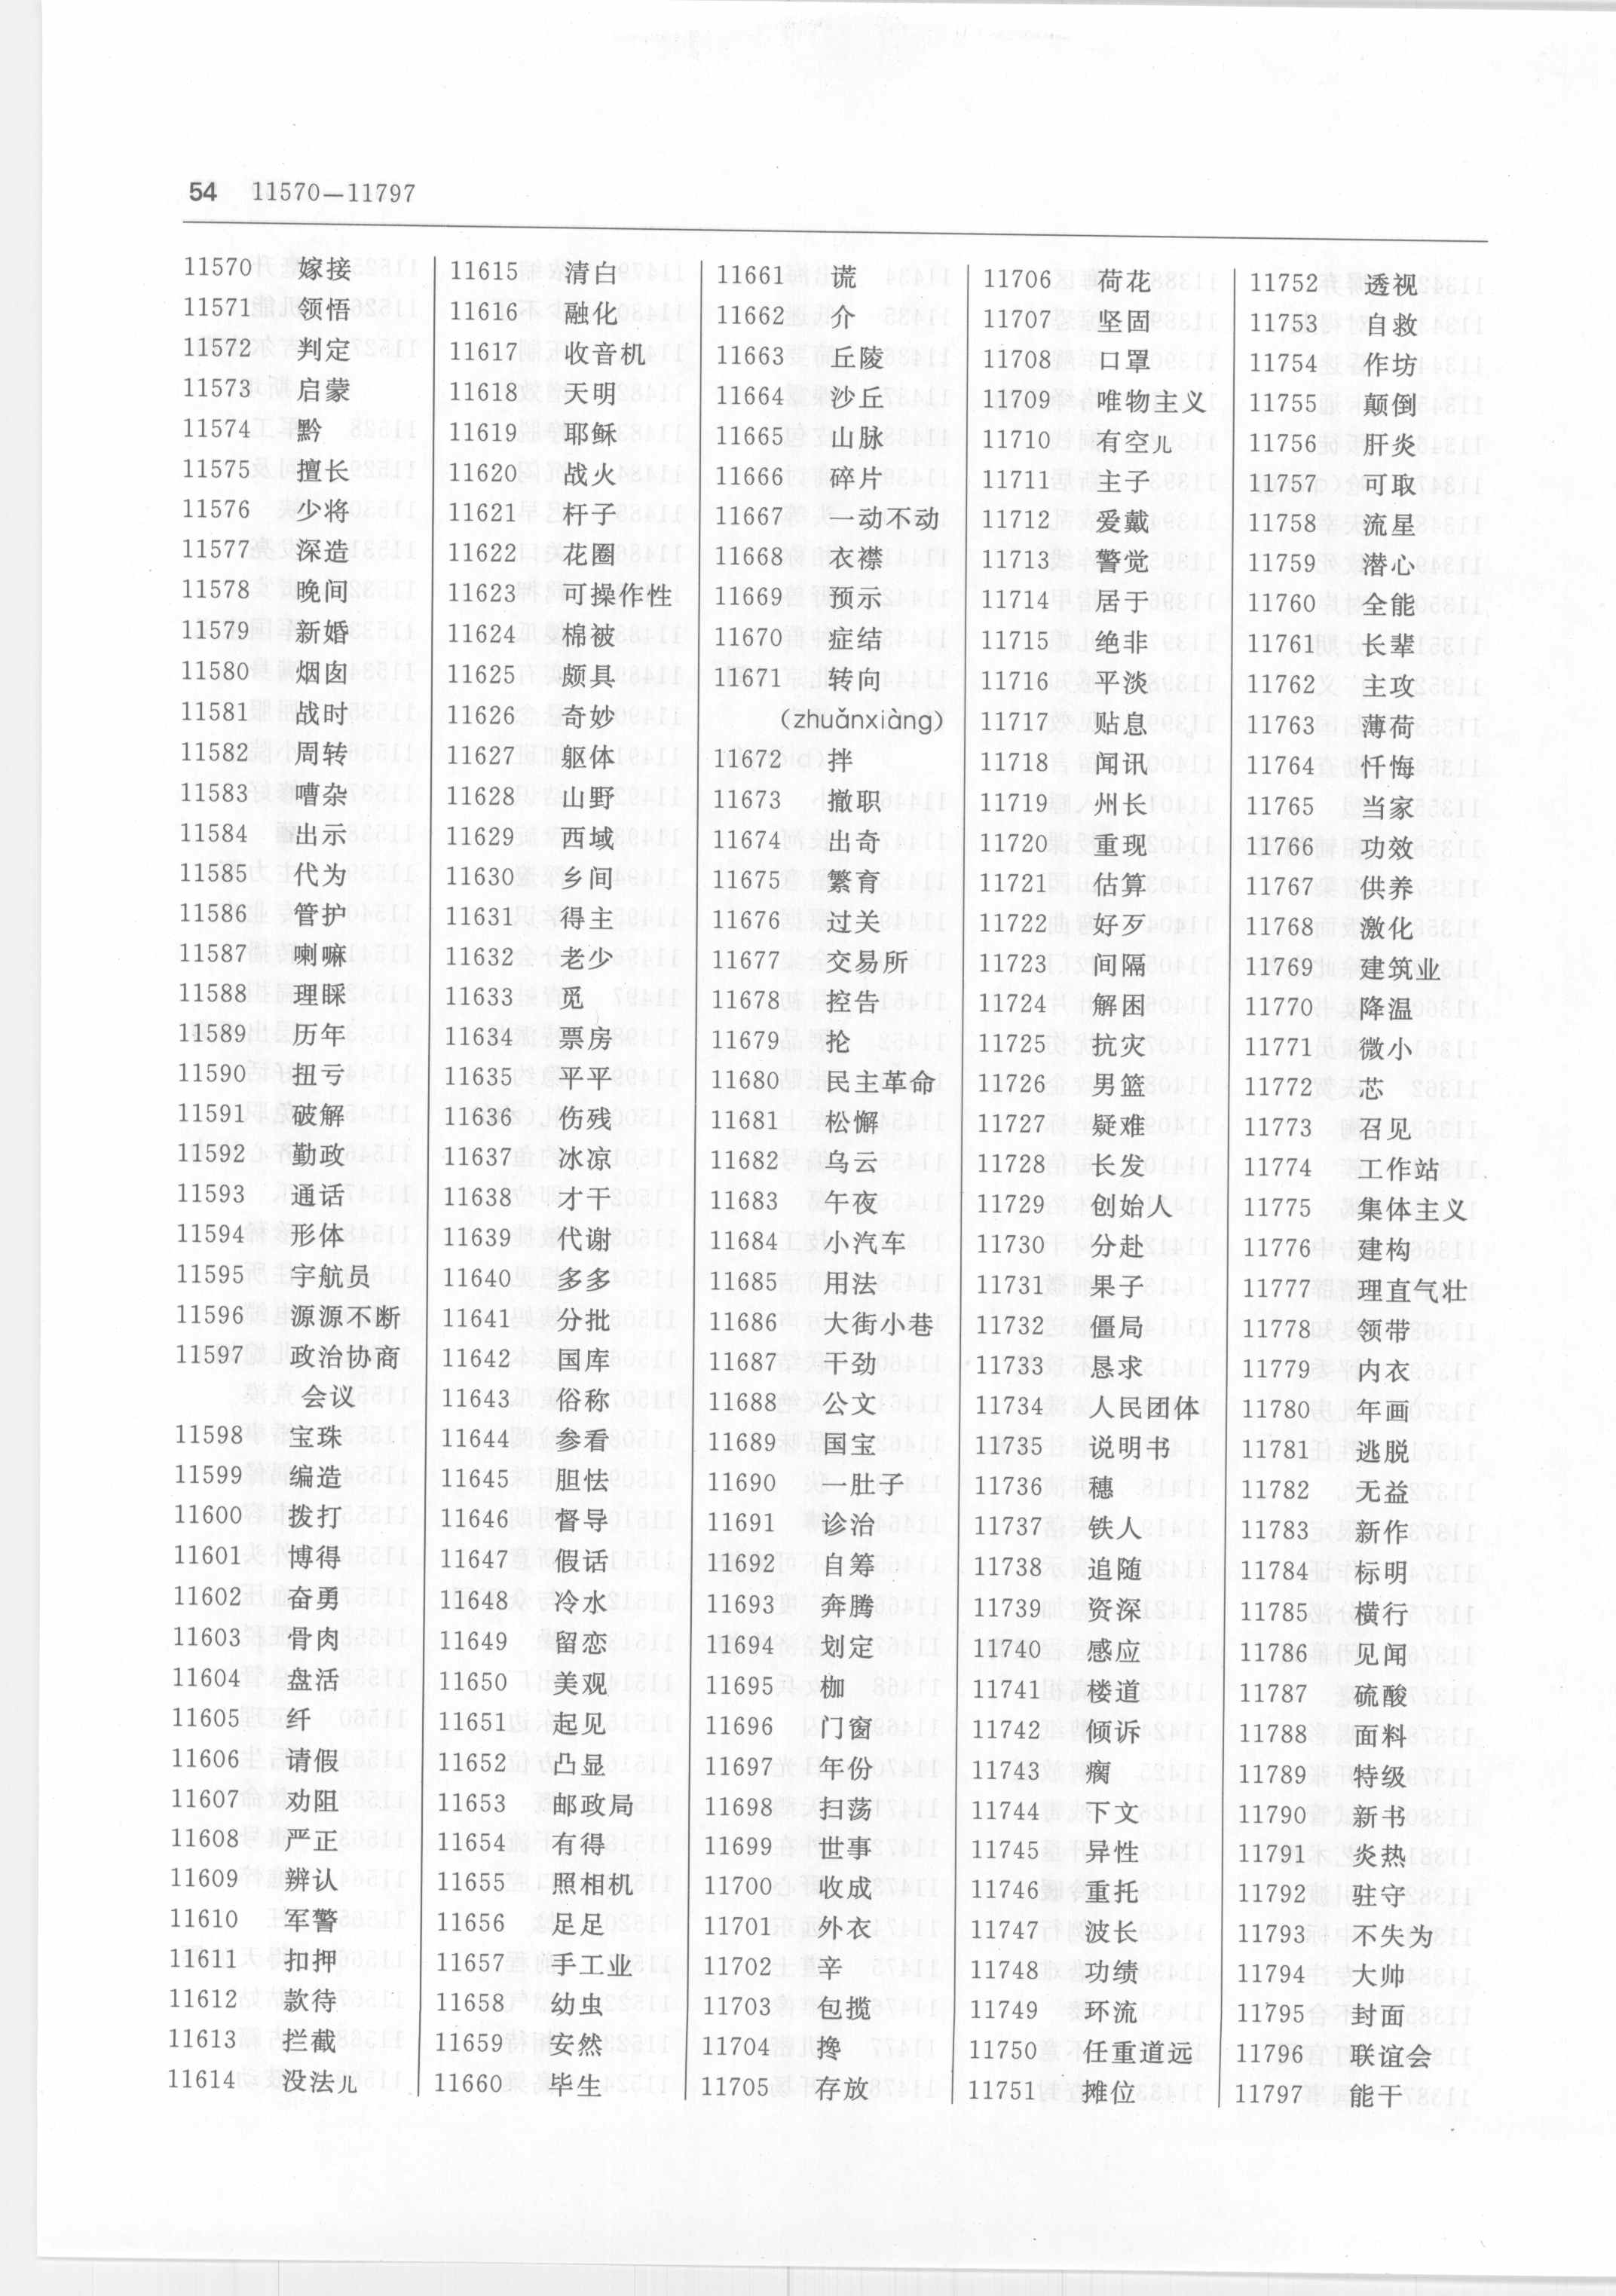 54 11570—11797
11570 嫁接
11571 领悟
11572 判定
11573 启蒙
11574 黔
11575 擅长
11576 少将
11577 深造
11578 晚间
11579 新婚
11580 烟囱
11581 战时
11582 周转
11583 嘈杂
11584 出示
11585 代为
11586 管护
11587 喇嘛
11588 理睬
11589 历年
11590 扭亏
11591 破解
11592 勤政
11593 通话
11594 形体
11595 宇航员
11596 源源不断
11597 政治协商
会议
11598 宝珠
11599 编造
11600 拨打
11601 博得
11602 奋勇
11603 骨肉
11604 盘活
11605 纤
11606 请假
11607 劝阻
11608 严正
11609 辨认
11610 军警
11611 扣押
11612 款待
11613 拦截
11614 没法儿
11615 清白
11616 融化
11617 收音机
11618 天明
11619 耶稣
11620 战火
11621 杆子
11622 花圈
11623 可操作性
11624 棉被
11625 颇具
11626 奇妙
11627 躯体
11628 山野
11629 西域
11630 乡间
11631 得主
11632 老少
11633 觅
11634 票房
11635 平平
11636 伤残
11637 冰凉
11638 才干
11639 代谢
11640 多多
11641 分批
11642 国库
11643 俗称
11644 参看
11645 胆怯
11646 督导
11647 假话
11648 冷水
11649 留恋
11650 美观
11651 起见
11652 凸显
11653 邮政局
11654 有得
11655 照相机
11656 足足
11657 手工业
11658 幼虫
11659 安然
11660 毕生
11661 谎
11662 介
11663 丘陵
11664 沙丘
11665 山脉
11666 碎片
11667 一动不动
11668 衣襟
11669 预示
11670 症结
11671 转向
(zhuǎnxiàng)
11672 拌
11673 撤职
11674 出奇
11675 繁育
11676 过关
11677 交易所
11678 控告
11679 抡
11680 民主革命
11681 松懈
11682 乌云
11683 午夜
11684 小汽车
11685 用法
11686 大街小巷
11687 干劲
11688 公文
11689 国宝
11690 一肚子
11691 诊治
11692 自筹
11693 奔腾
11694 划定
11695 枷
11696 门窗
11697 年份
11698 扫荡
11699 世事
11700 收成
11701 外衣
11702 辛
11703 包揽
11704 搀
11705 存放
11706 荷花
11707 坚固
11708 口罩
11709 唯物主义
11710 有空儿
11711 主子
11712 爱戴
11713 警觉
11714 居于
11715 绝非
11716 平淡
11717 贴息
11718 闻讯
11719 州长
11720 重现
11721 估算
11722 好歹
11723 间隔
11724 解困
11725 抗灾
11726 男篮
11727 疑难
11728 长发
11729 创始人
11730 分赴
11731 果子
11732 僵局
11733 恳求
11734 人民团体
11735 说明书
11736 穗
11737 铁人
11738 追随
11739 资深
11740 感应
11741 楼道
11742 倾诉
11743 瘸
11744 下文
11745 异性
11746 重托
11747 波长
11748 功绩
11749 环流
11750 任重道远
11751 摊位
11752 透视
11753 自救
11754 作坊
11755 颠倒
11756 肝炎
11757 可取
11758 流星
11759 潜心
11760 全能
11761 长辈
11762 主攻
11763 薄荷
11764 忏悔
11765 当家
11766 功效
11767 供养
11768 激化
11769 建筑业
11770 降温
11771 微小
11772 芯
11773 召见
11774 工作站
11775 集体主义
11776 建构
11777 理直气壮
11778 领带
11779 内衣
11780 年画
11781 逃脱
11782 无益
11783 新作
11784 标明
11785 横行
11786 见闻
11787 硫酸
11788 面料
11789 特级
11790 新书
11791 炎热
11792 驻守
11793 不失为
11794 大帅
11795 封面
11796 联谊会
11797 能干